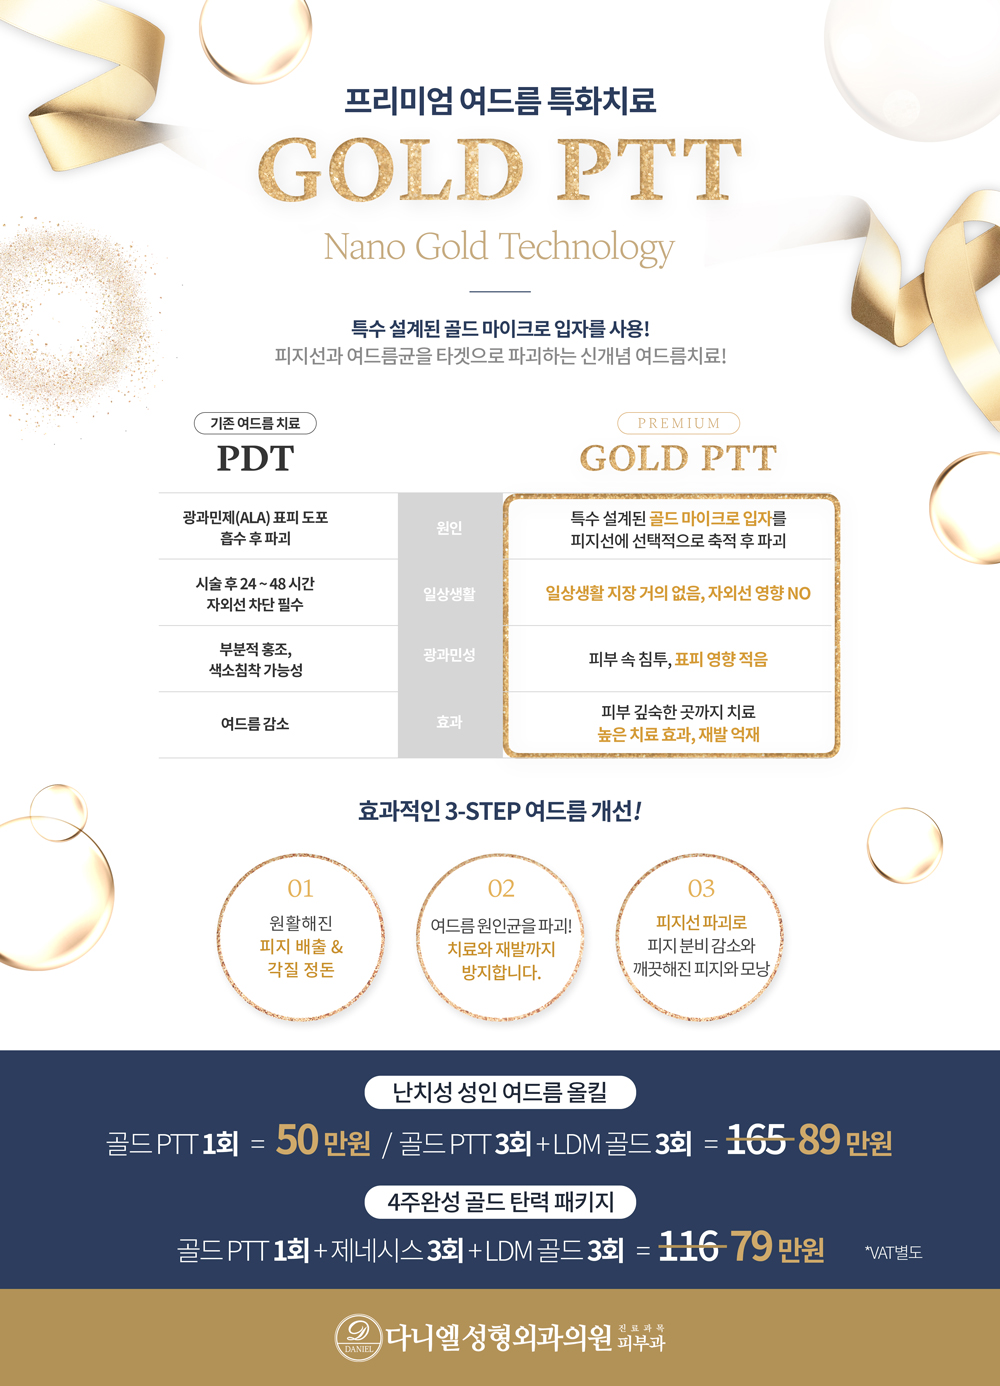 프리미엄 여드름 특화치료
GOLD PTT
Nano Gold Technology
특수 설계된 골드 마이크로 입자를 사용!
피지선과 여드름균을 타겟으로 파괴하는 신개념 여드름치료!
기존 여드름 치료
PDT
PREMIUM
GOLD PTT
광과민제(ALA) 표피 도포
흡수 후 파괴
원인
특수 설계된 골드 마이크로 입자를
피지선에 선택적으로 축적 후 파괴
시술 후 24 ~ 48 시간
자외선 차단 필수
일상생활
일상생활 지장 거의 없음, 자외선 영향 NO
부분적 홍조,
색소침착 가능성
광과민성
피부 속 침투, 표피 영향 적음
여드름 감소
효과
피부 깊숙한 곳까지 치료
높은 치료 효과, 재발 억재
효과적인 3-STEP 여드름 개선!
01
원활해진
피지 배출 &
각질 정돈
02
여드름 원인균을 파괴!
치료와 재발까지
방지합니다.
03
피지선 파괴로
피지 분비 감소와
깨끗해진 피지와 모낭
난치성 성인 여드름 올킬
골드 PTT 1회 = 50 만원 / 골드 PTT 3회 + LDM 골드 3회 = 165 89 만원
4주완성 골드 탄력 패키지
골드 PTT 1회 + 제네시스 3회 + LDM 골드 3회 = 116 79 만원
*VAT별도
D DANIEL 다니엘성형외과의원 진료과목 피부과